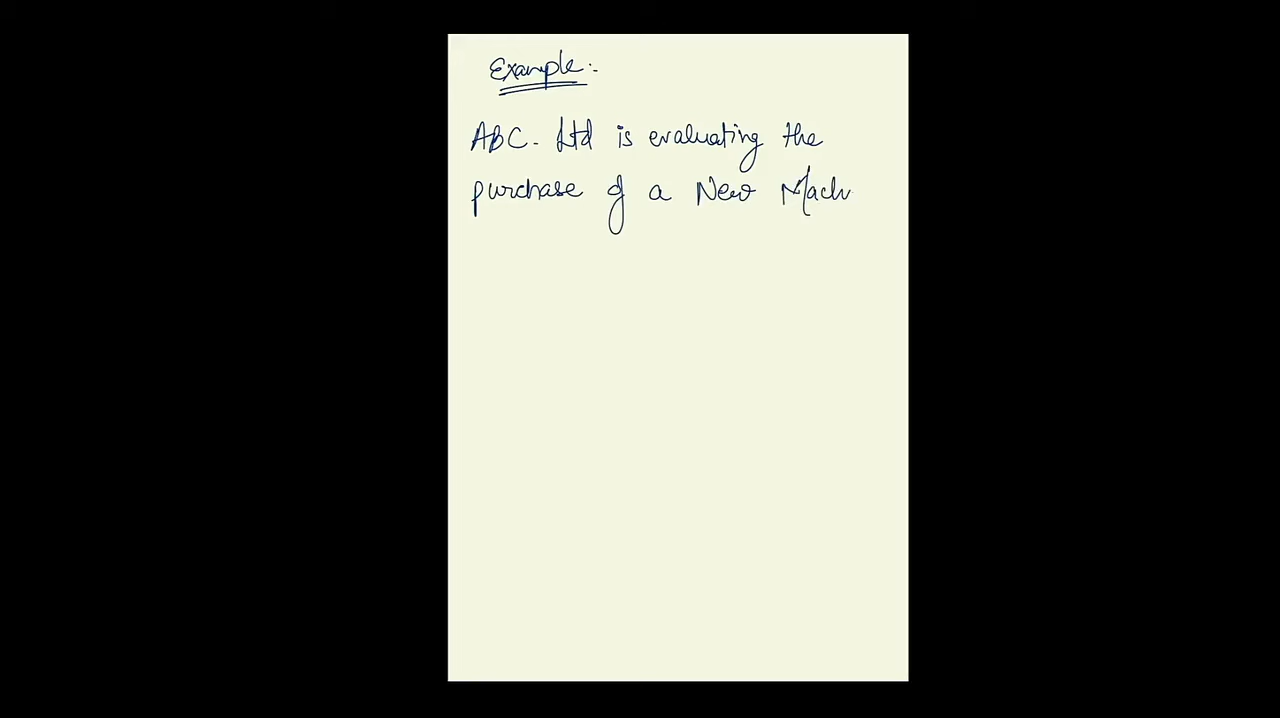 Example:-
ABC. Ltd is evaluating the
purchase of a New Mach